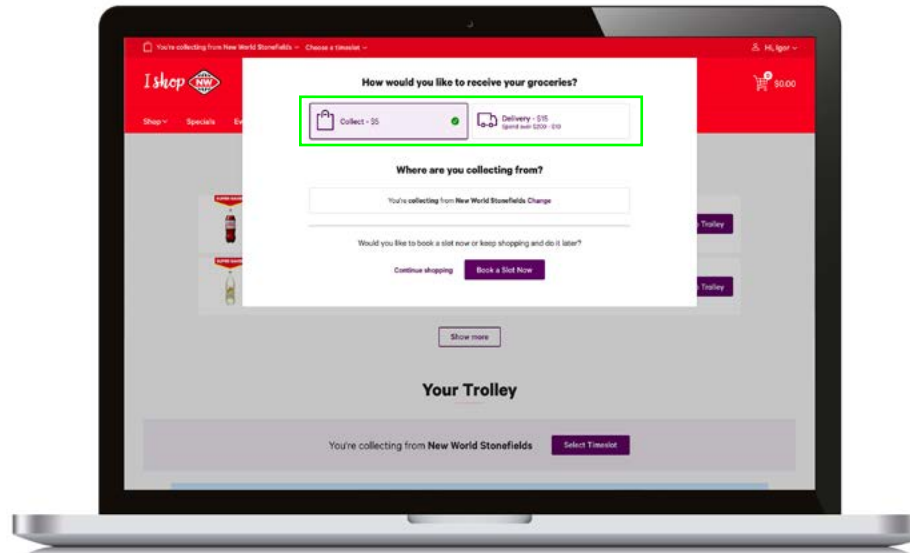 You're collecting from New World Stonefields Choose a timeslot
Hi, Igor
I shop NW
0
$0.00
Shop Specials
How would you like to receive your groceries?
Collect - $5
Delivery - $15
Spend over $200 - $10
Where are you collecting from?
You're collecting from New World Stonefields Change
Would you like to book a slot now or keep shopping and do it later?
Continue shopping Book a Slot Now
Trolley
Trolley
Show more
Your Trolley
You're collecting from New World Stonefields Select Timeslot